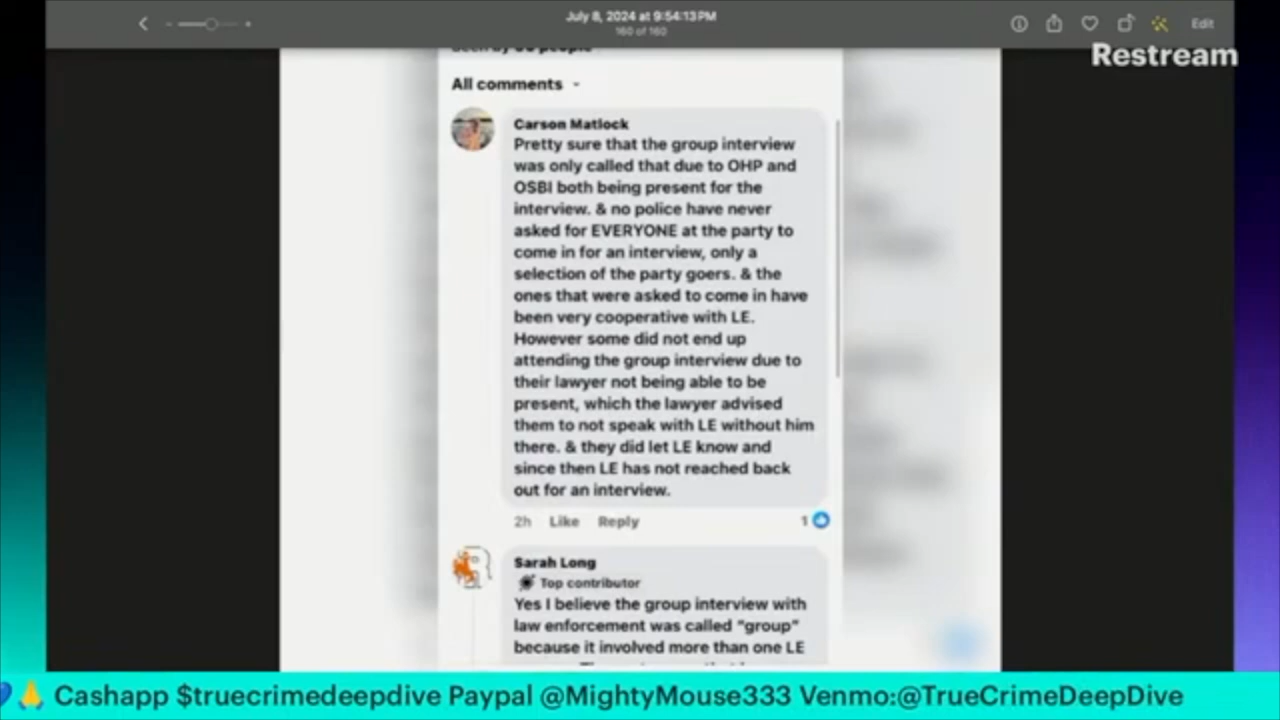 July 8, 2024 at 9:54:13PM
160 of 160
Edit
Restream
All comments
Carson Matlock
Pretty sure that the group interview
was only called that due to OHP and
OSBI both being present for the
interview. & no police have never
asked for EVERYONE at the party to
come in for an interview, only a
selection of the party goers. & the
ones that were asked to come in have
been very cooperative with LE.
However some did not end up
attending the group interview due to
their lawyer not being able to be
present, which the lawyer advised
them to not speak with LE without him
there. & they did let LE know and
since then LE has not reached back
out for an interview.
2h Like Reply 1
Sarah Long
Top contributor
Yes I believe the group interview with
law enforcement was called "group"
because it involved more than one LE
Cashapp $truecrimedeepdive Paypal @MightyMouse333 Venmo:@TrueCrimeDeepDive